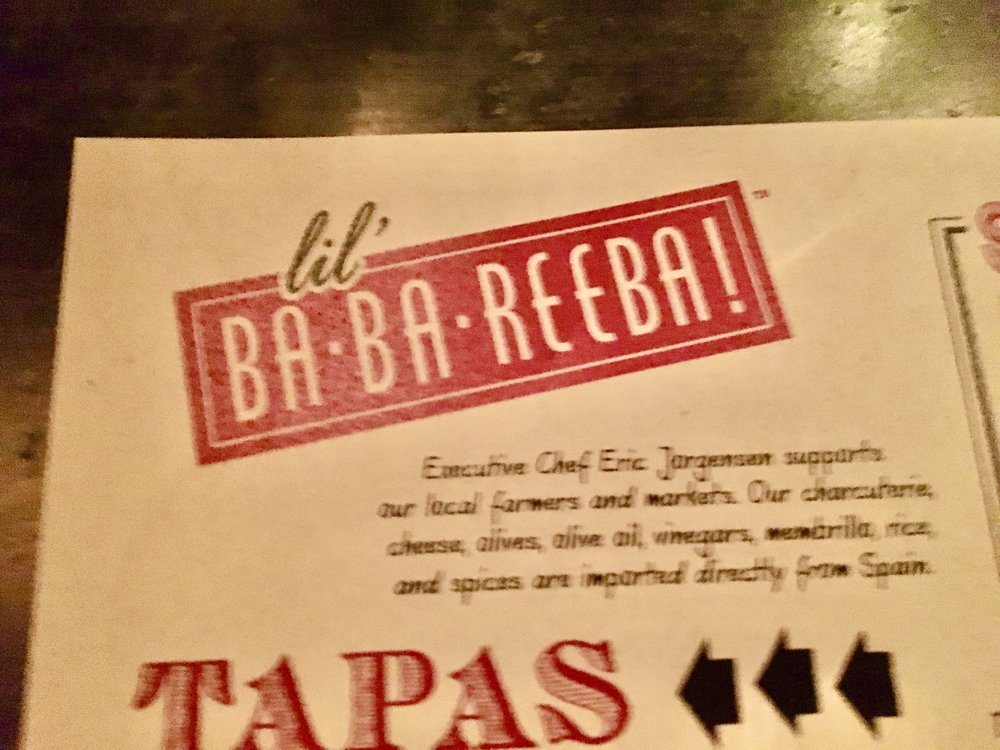 lil'
BA·BA·REEBA!
TM
Executive Chef Eric Jorgensen supports
our local farmers and markets. Our charcuterie,
cheese, olives, olive oil, vinegars, membrillo, rice,
and spices are imported directly from Spain.
TAPAS
S